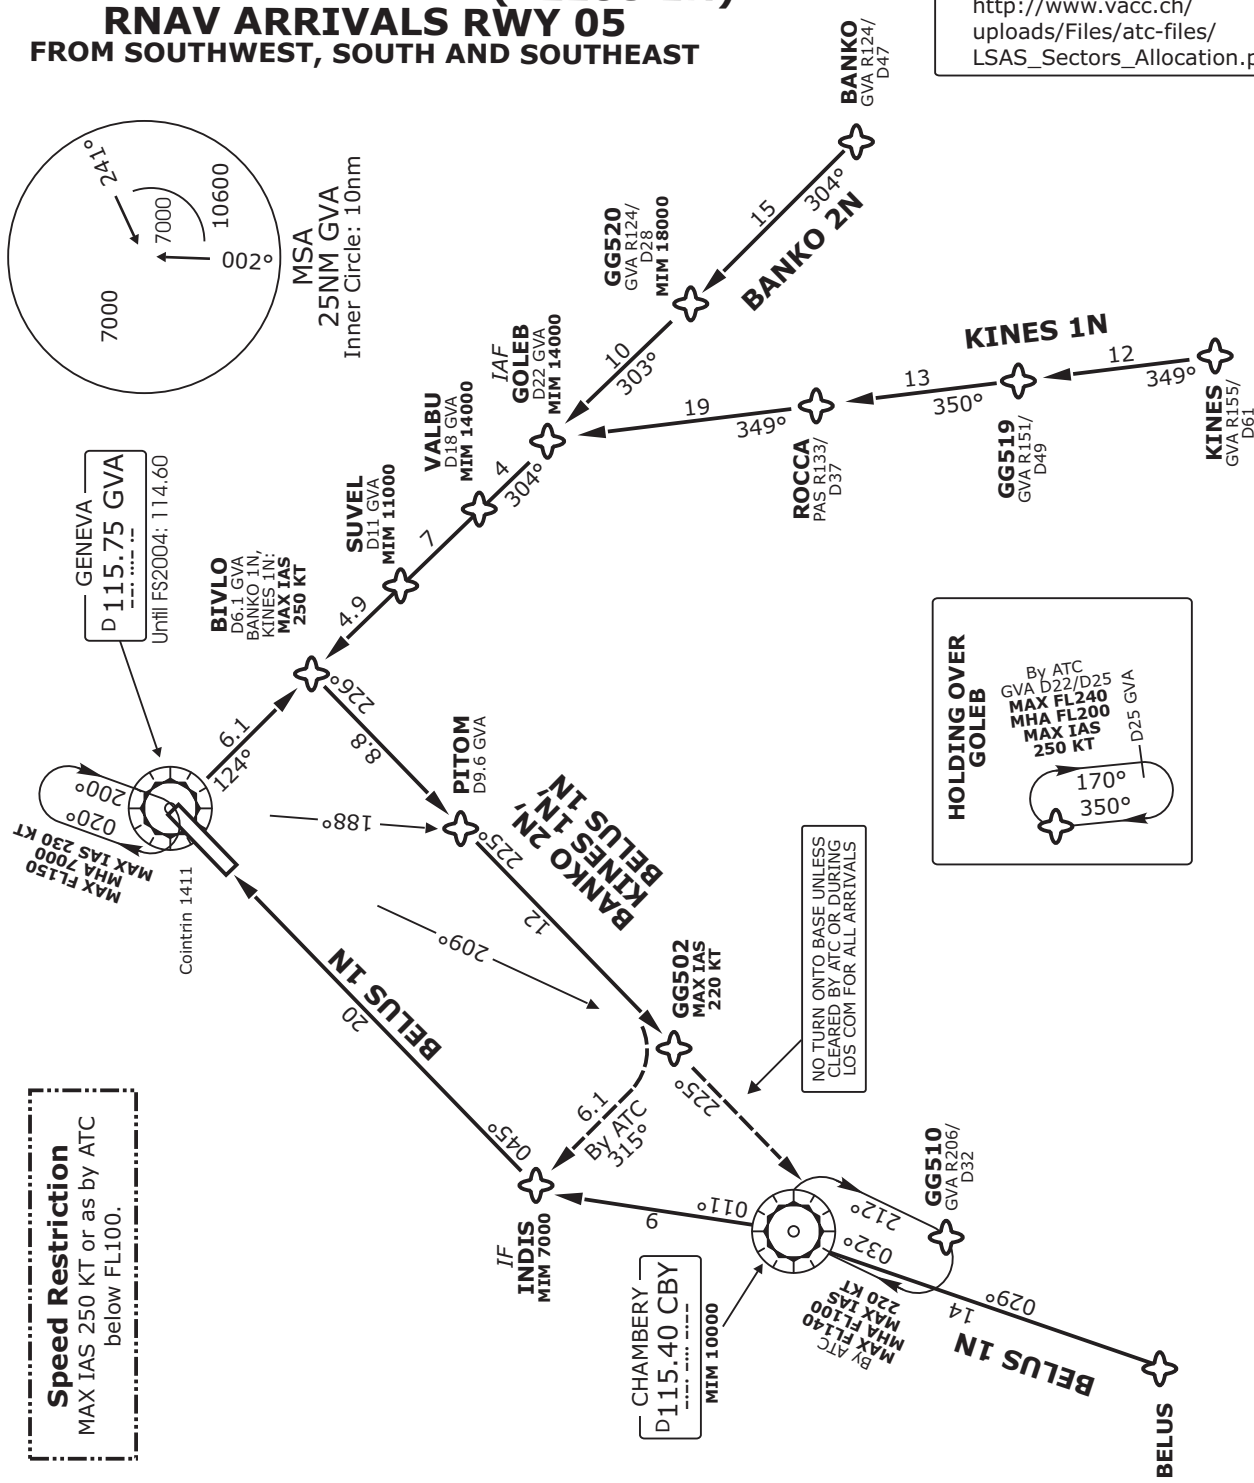 RNAV ARRIVALS RWY 05
FROM SOUTHWEST, SOUTH AND SOUTHEAST
http://www.vacc.ch/
uploads/Files/atc-files/
LSAS_Sectors_Allocation.p
241°
7000
10600
7000
002°
MSA
25NM GVA
Inner Circle: 10nm
BANKO
GVA R124/
D47
15
304°
BANKO 2N
GG520
GVA R124/
D28
MIM 18000
10
303°
IAF
GOLEB
D22 GVA
MIM 14000
KINES 1N
12
349°
KINES
GVA R155/
D61
13
350°
GG519
GVA R151/
D49
19
349°
ROCCA
PAS R133/
D37
VALBU
D18 GVA
MIM 14000
4
304°
SUVEL
D11 GVA
MIM 11000
7
4.9
GENEVA
D 115.75 GVA
Until FS2004: 114.60
BIVLO
D6.1 GVA
BANKO 1N,
KINES 1N:
MAX IAS
250 KT
6.1
124°
226°
8.8
200°
020°
MAX FL150
MHA 7000
MAX IAS 230 KT
Cointrin 1411
PITOM
D9.6 GVA
188°
225°
BANKO 2N,
KINES 1N,
BELUS 1N
12
209°
HOLDING OVER
GOLEB
By ATC
GVA D22/D25
MAX FL240
MHA FL200
MAX IAS
250 KT
D25 GVA
170°
350°
BELUS 1N
20
GG502
MAX IAS
220 KT
NO TURN ONTO BASE UNLESS
CLEARED BY ATC OR DURING
LOS COM FOR ALL ARRIVALS
225°
6.1
By ATC
315°
045°
IF
INDIS
MIM 7000
9
011°
Speed Restriction
MAX IAS 250 KT or as by ATC
below FL100.
CHAMBERY
D115.40 CBY
MIM 10000
GG510
GVA R206/
D32
212°
032°
By ATC
MAX FL140
MHA FL100
MAX IAS
220 KT
029°
14
BELUS 1N
BELUS